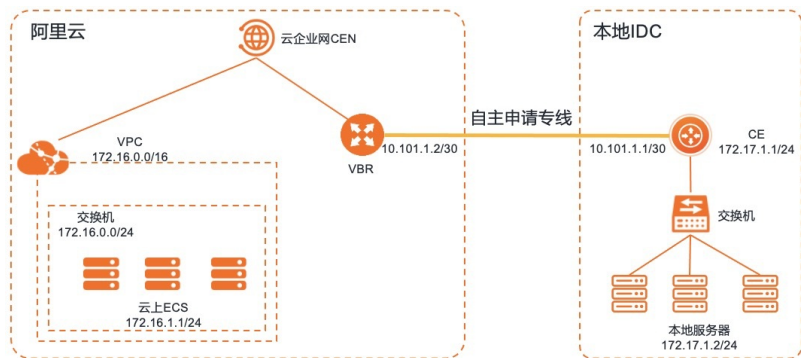 阿里云
云企业网CEN
本地IDC
自主申请专线
VPC
172.16.0.0/16
VBR
10.101.1.2/30
10.101.1.1/30
CE
172.17.1.1/24
交换机
172.16.0.0/24
云上ECS
172.16.1.1/24
交换机
本地服务器
172.17.1.2/24